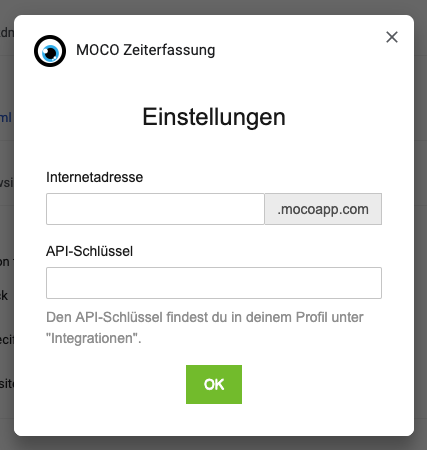 MOCO Zeiterfassung
Einstellungen
Internetadresse
.mocoapp.com
API-Schlüssel
Den API-Schlüssel findest du in deinem Profil unter
"Integrationen".
OK